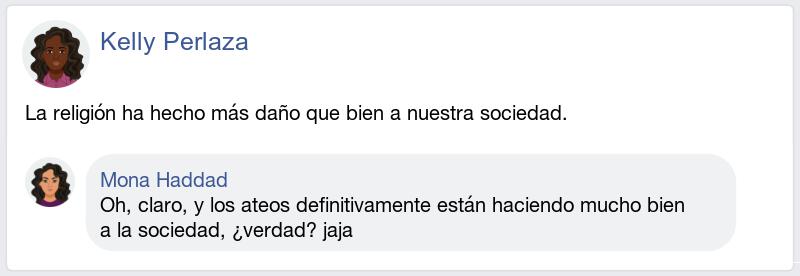 Kelly Perlaza
La religión ha hecho más daño que bien a nuestra sociedad.
Mona Haddad
Oh, claro, y los ateos definitivamente están haciendo mucho bien
a la sociedad, ¿verdad? jaja